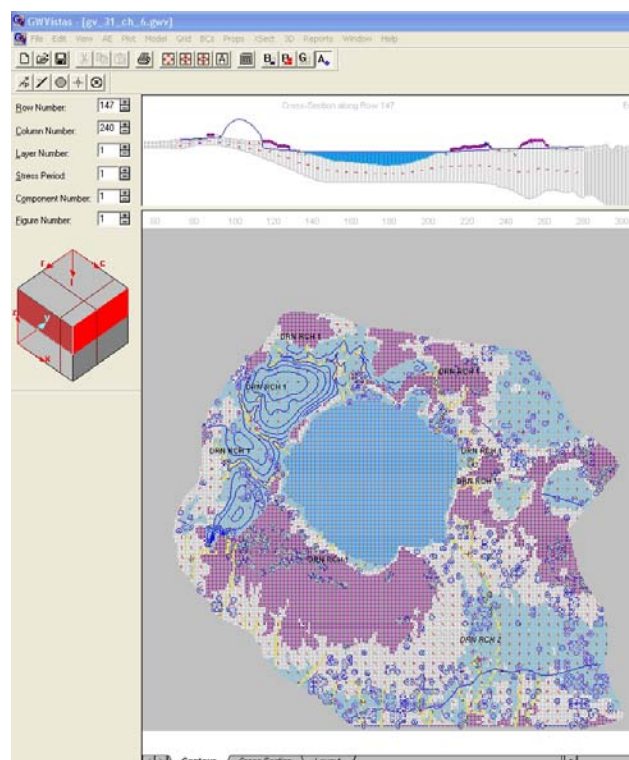 GWVistas - [gv_31_ch_6.gwv]
File Edit View AE Plot Model Grid BCs Props XSect 3D Reports Window Help
Row Number: 147
Column Number: 240
Layer Number: 1
Stress Period: 1
Component Number: 1
Figure Number: 1
Cross-Section along Row 147
60 80 100 120 140 160 180 200 220 240 260 280 300
r c
l
z y
x
DRN RCH 1
DRN RCH 1
DRN RCH 1
DRN RCH 1
DRN RCH 1
DRN RCH 1
DRN RCH 1
DRN RCH 2
Contour Cross Section Layout